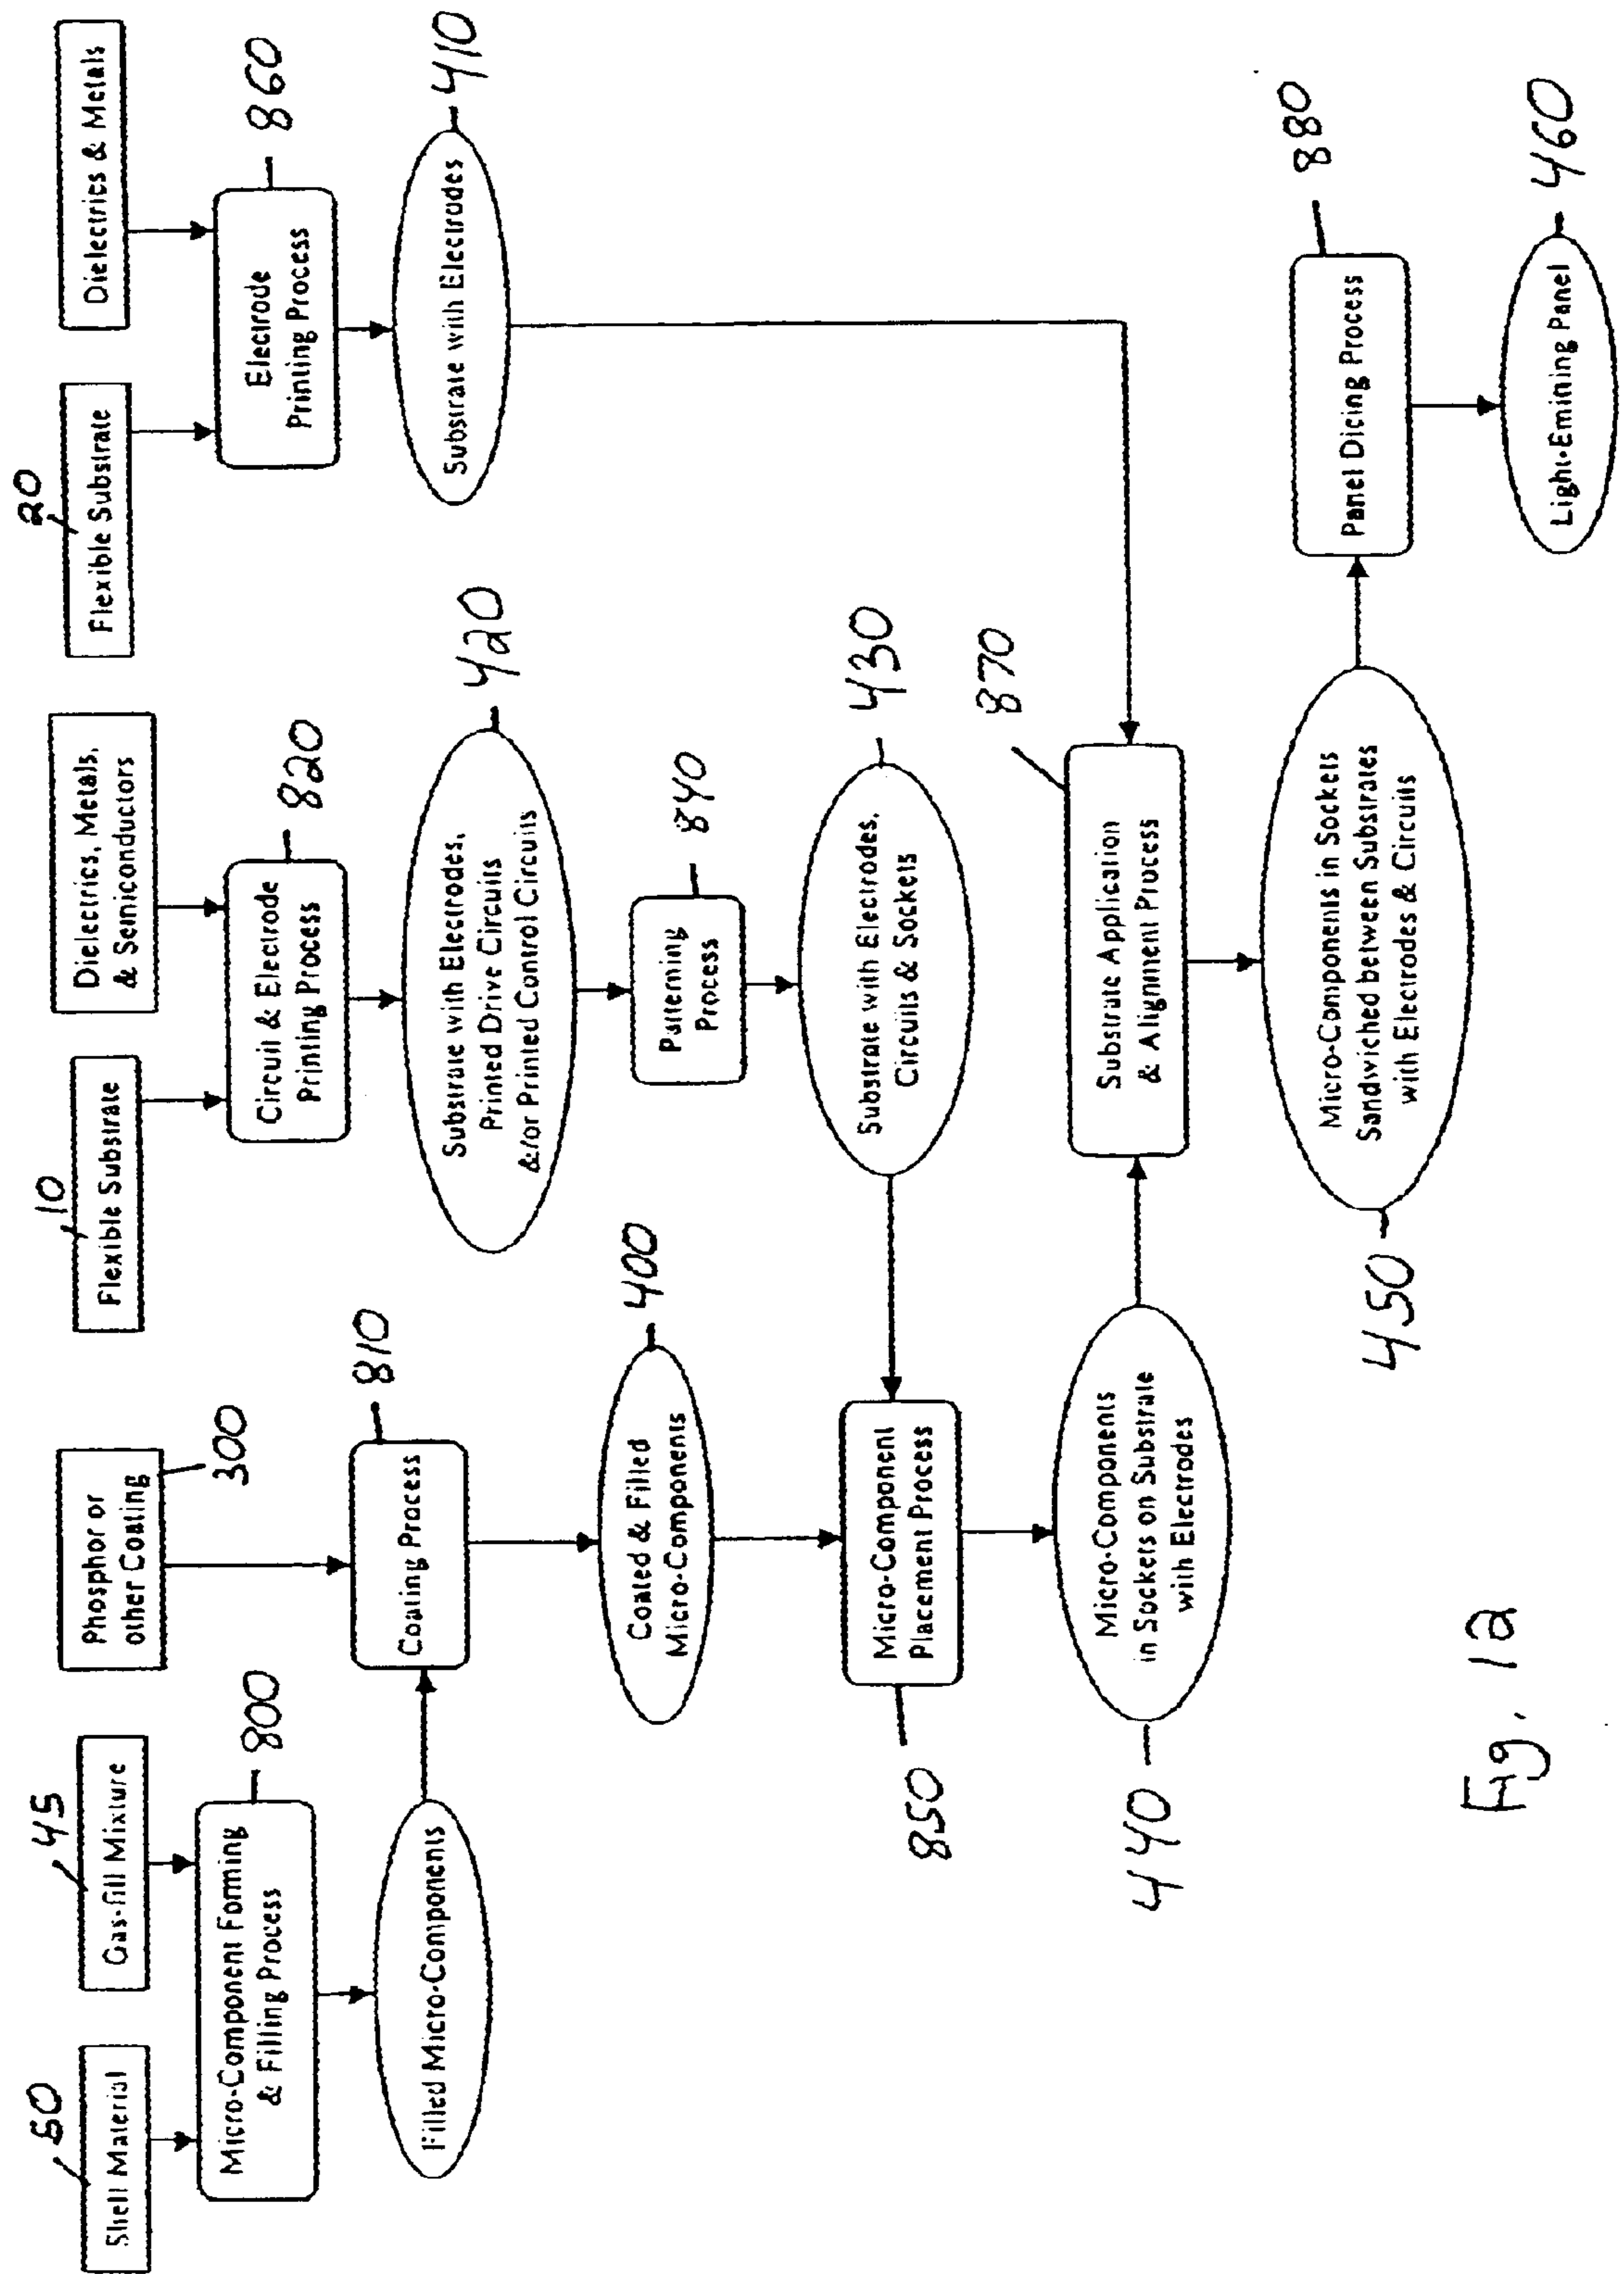 50
45
Shell Material
Gas-fill Mixture
Phosphor or
other Coating
300
10
Flexible Substrate
Dielectrics, Metals,
& Semiconductors
20
Flexible Substrate
Dielectrics & Metals
Micro-Component Forming
& Filling Process
800
Circuit & Electrode
Printing Process
820
Electrode
Printing Process
860
Filled Micro-Components
Coating Process
810
Substrate with Electrodes,
Printed Drive Circuits
&/or Printed Control Circuits
420
Substrate with Electrodes
410
Coated & Filled
Micro-Components
400
Patterning
Process
840
Micro-Component
Placement Process
850
Substrate with Electrodes,
Circuits & Sockets
430
Micro-Components
in Sockets on Substrate
with Electrodes
440
Substrate Application
& Alignment Process
870
Micro-Components in Sockets
Sandwiched between Substrates
with Electrodes & Circuits
450
Panel Dicing Process
880
Light-Emining Panel
460
Fig. 12